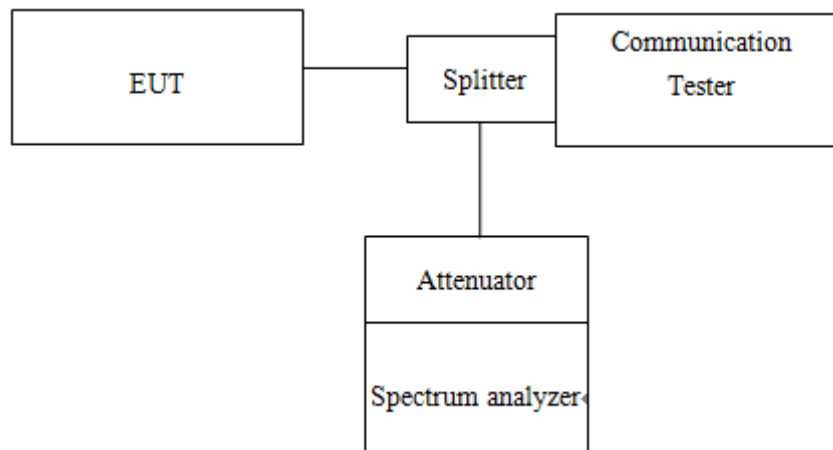 EUT
Splitter
Communication
Tester
Attenuator
Spectrum analyzer